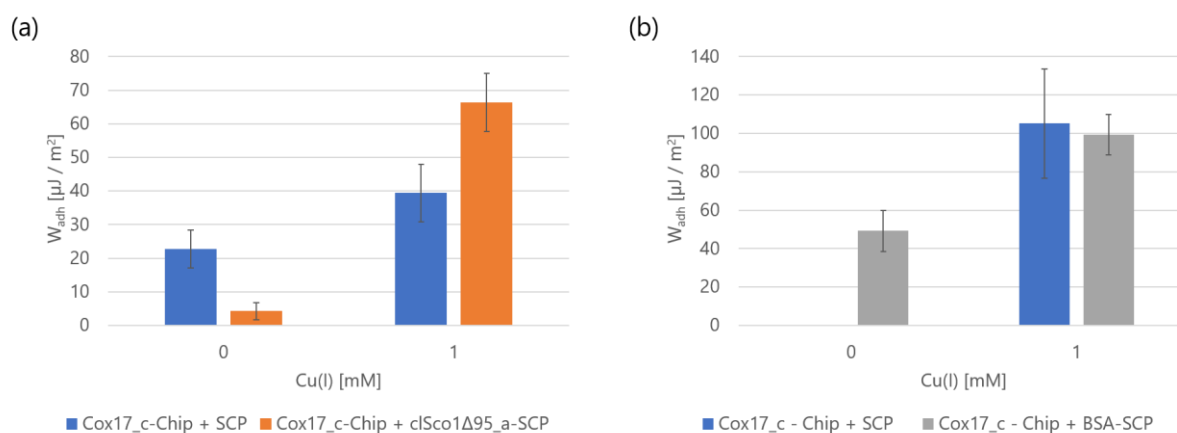 (a)
80
70
60
50
40
30
20
10
0
W_adh [µJ / m²]
0 1
Cu(I) [mM]
Cox17_c-Chip + SCP Cox17_c-Chip + clSco1Δ95_a-SCP
(b)
140
120
100
80
60
40
20
0
W_adh [µJ / m²]
0 1
Cu(I) [mM]
Cox17_c - Chip + SCP Cox17_c - Chip + BSA-SCP